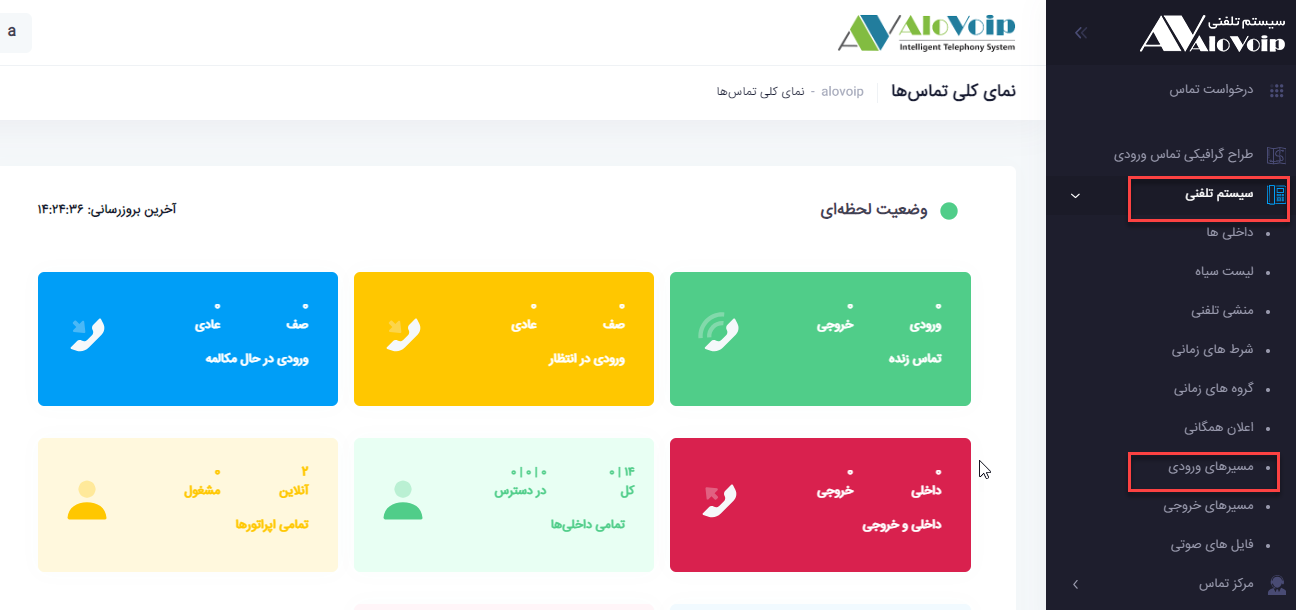 سیستم تلفنی
AloVoip
درخواست تماس
طراح گرافیکی تماس ورودی
سیستم تلفنی
داخلی ها
لیست سیاه
منشی تلفنی
شرط های زمانی
گروه های زمانی
اعلان همگانی
مسیرهای ورودی
مسیرهای خروجی
فایل های صوتی
مرکز تماس
AloVoip
Intelligent Telephony System
a
نمای کلی تماس‌ها
alovoip - نمای کلی تماس‌ها
وضعیت لحظه‌ای
آخرین بروزرسانی: ۱۴:۲۴:۳۶
۰ ۰
ورودی خروجی
تماس زنده
۰ ۰
صف عادی
ورودی در انتظار
۰ ۰
صف عادی
ورودی در حال مکالمه
۰ ۰
داخلی خروجی
داخلی و خروجی
۱۴ | ۰ ۰ | ۰ | ۰
کل در دسترس
تمامی داخلی‌ها
۲ ۰
آنلاین مشغول
تمامی اپراتورها